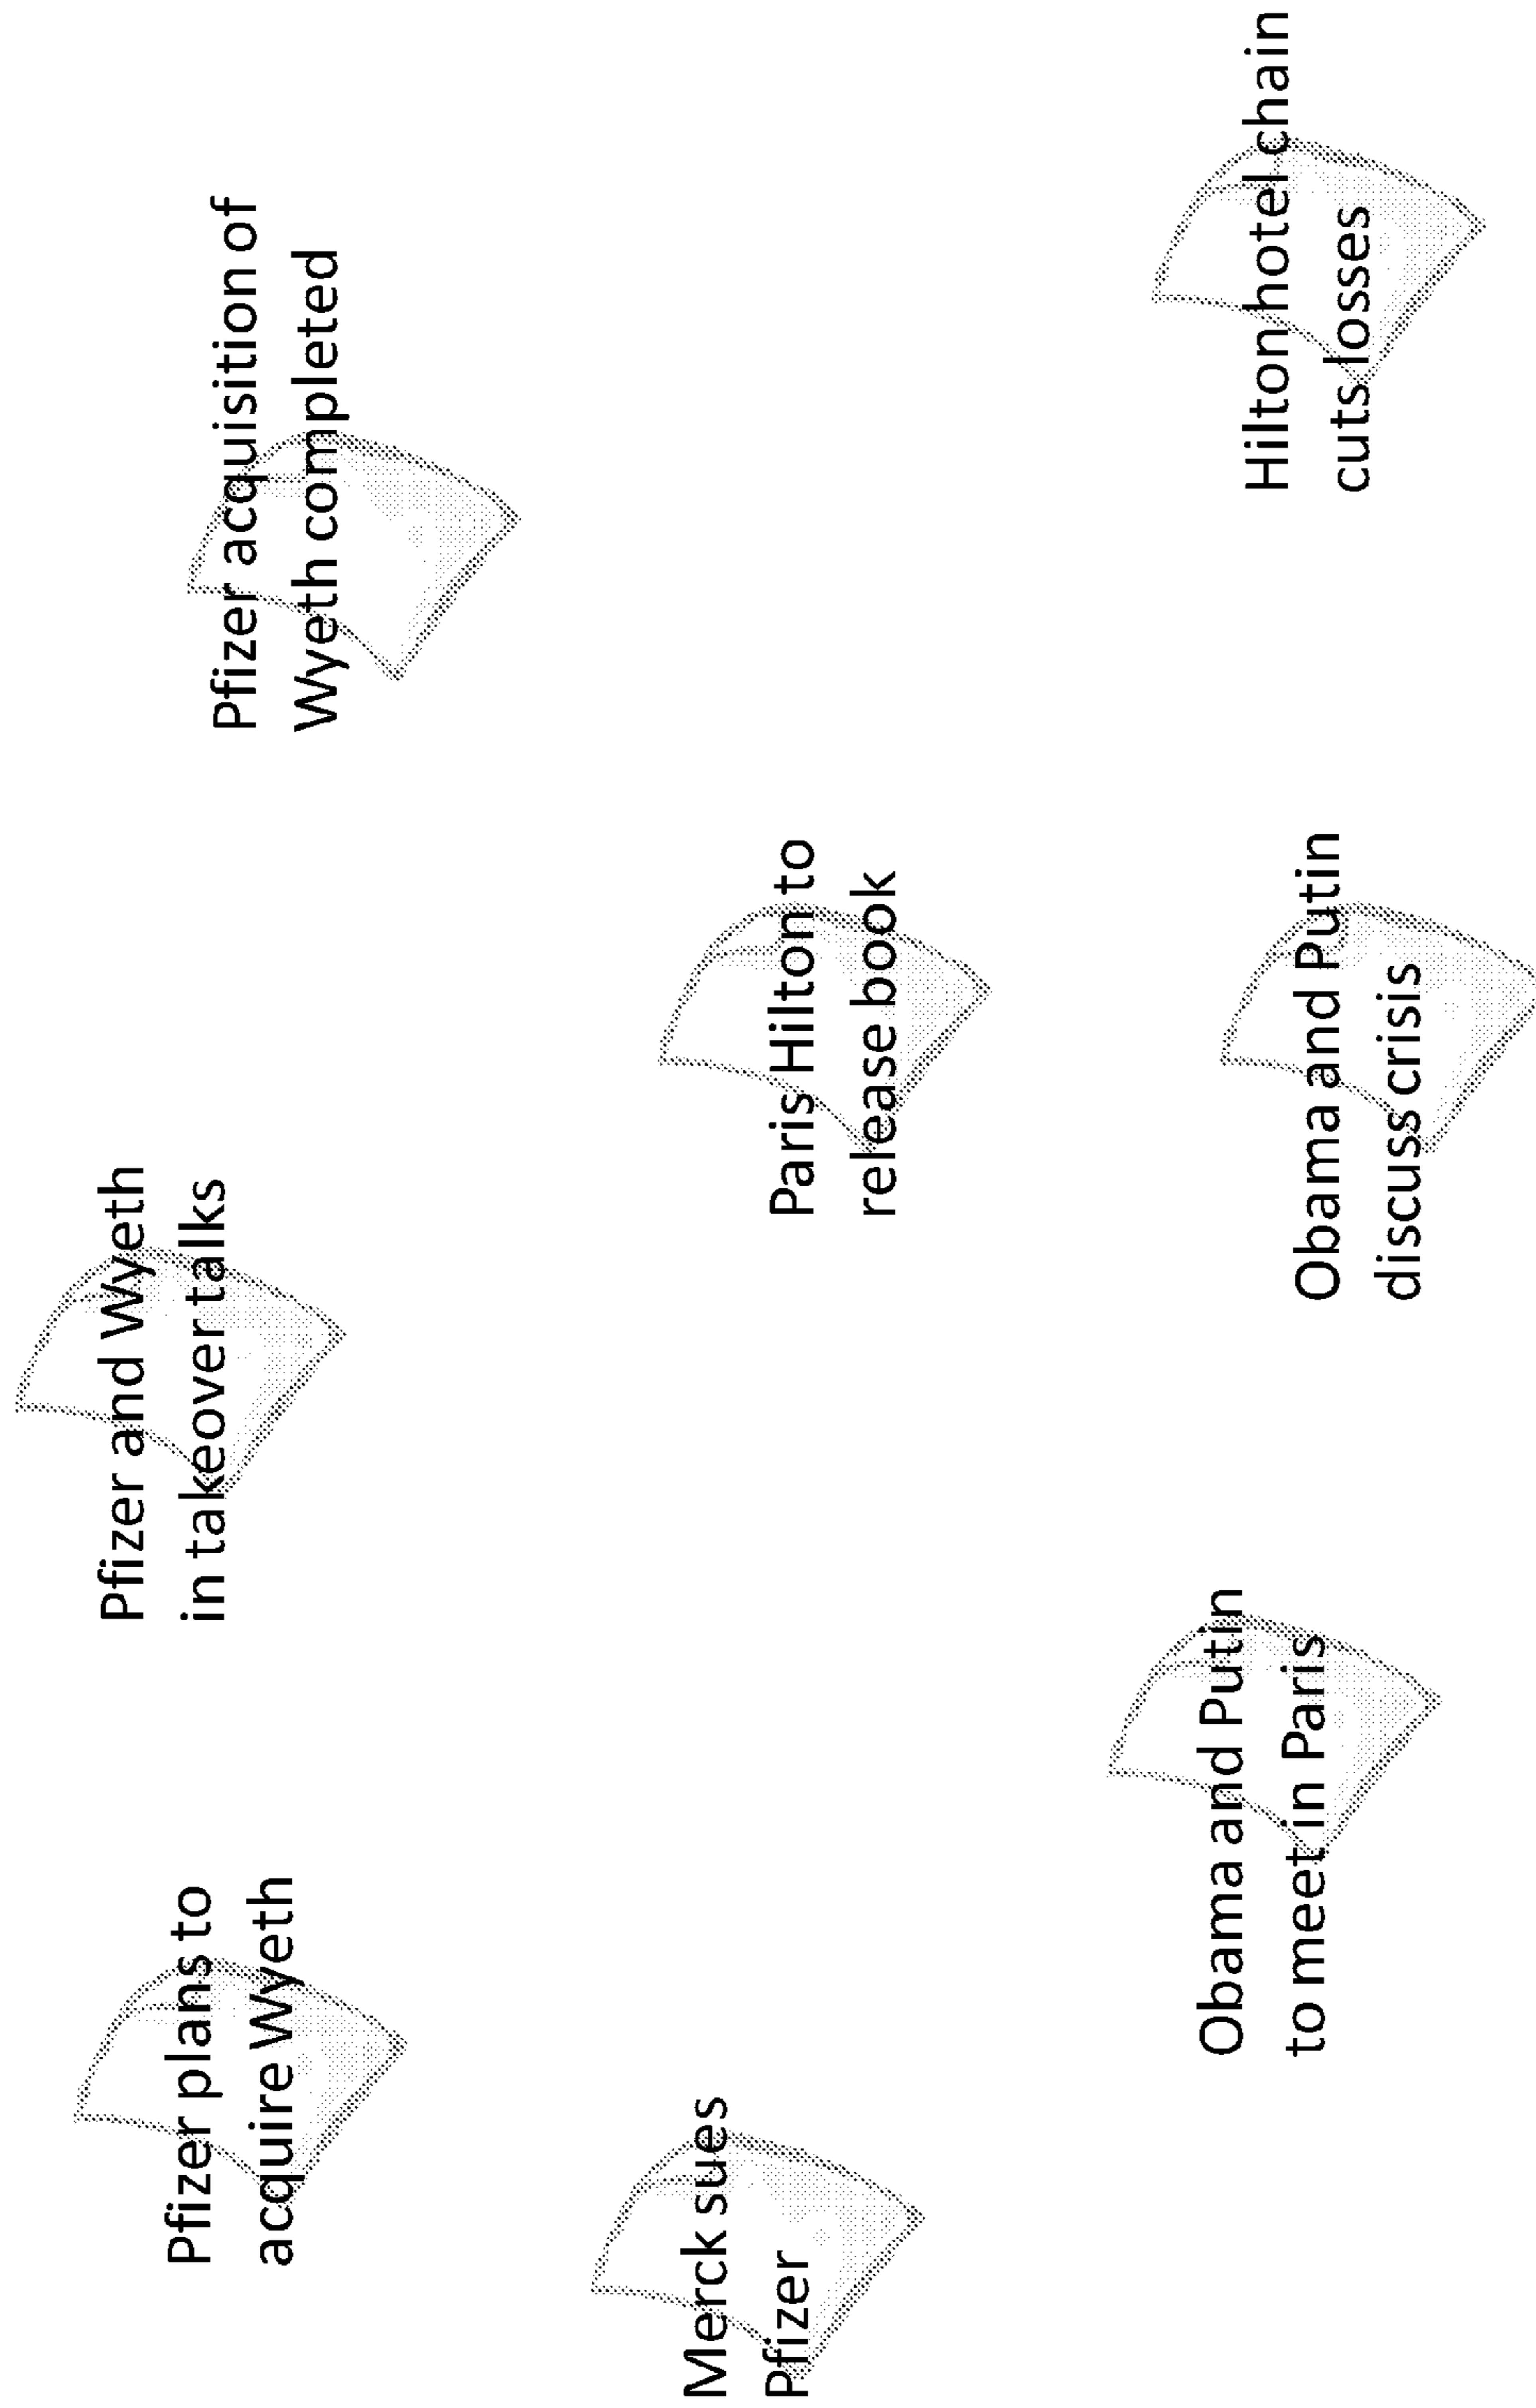 Pfizer plans to
acquire Wyeth
Pfizer and Wyeth
in takeover talks
Pfizer acquisition of
Wyeth completed
Merck sues
Pfizer
Paris Hilton to
release book
Obama and Putin
to meet in Paris
Obama and Putin
discuss crisis
Hilton hotel chain
cuts losses